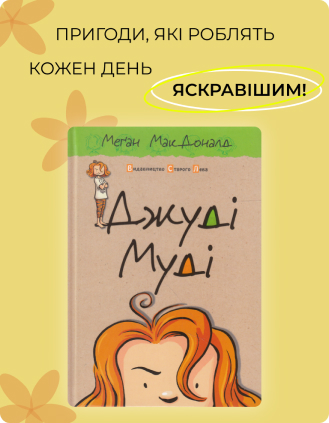 ПРИГОДИ, ЯКІ РОБЛЯТЬ
КОЖЕН ДЕНЬ
ЯСКРАВІШИМ!
Меґан МакДоналд
Видавництво Старого Лева
Джуді
Муді